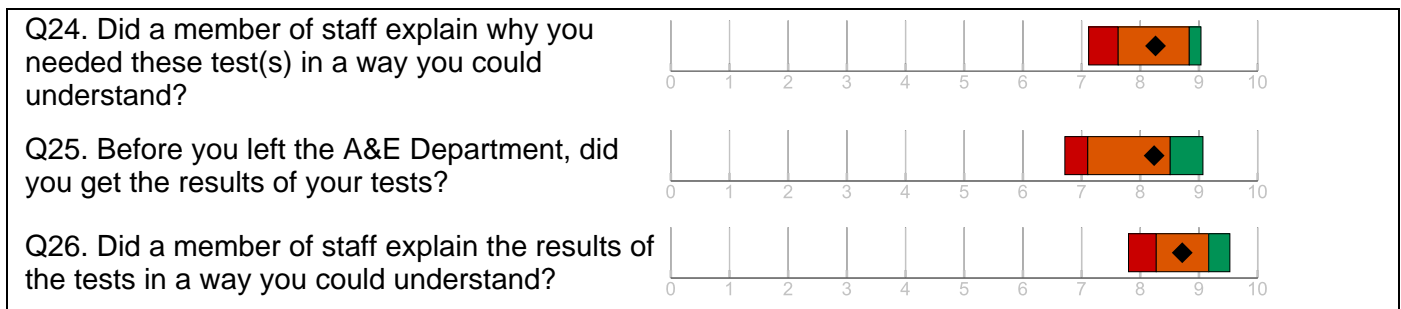 Q24. Did a member of staff explain why you
needed these test(s) in a way you could
understand?
0 1 2 3 4 5 6 7 8 9 10
Q25. Before you left the A&E Department, did
you get the results of your tests?
0 1 2 3 4 5 6 7 8 9 10
Q26. Did a member of staff explain the results of
the tests in a way you could understand?
0 1 2 3 4 5 6 7 8 9 10